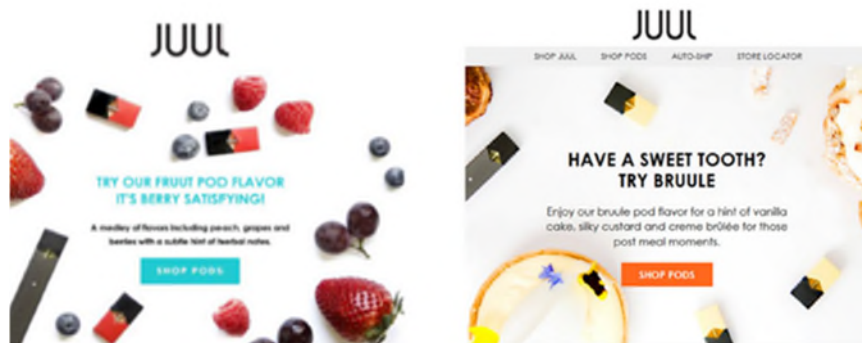 JUUL
TRY OUR FRUUT POD FLAVOR
IT'S BERRY SATISFYING!
A medley of flavors including peach, grapes and
berries with a subtle hint of herbal notes.
SHOP PODS
JUUL
SHOP JUUL SHOP PODS AUTO-SHIP STORE LOCATOR
HAVE A SWEET TOOTH?
TRY BRUULE
Enjoy our bruule pod flavor for a hint of vanilla
cake, silky custard and creme brûlée for those
post meal moments.
SHOP PODS